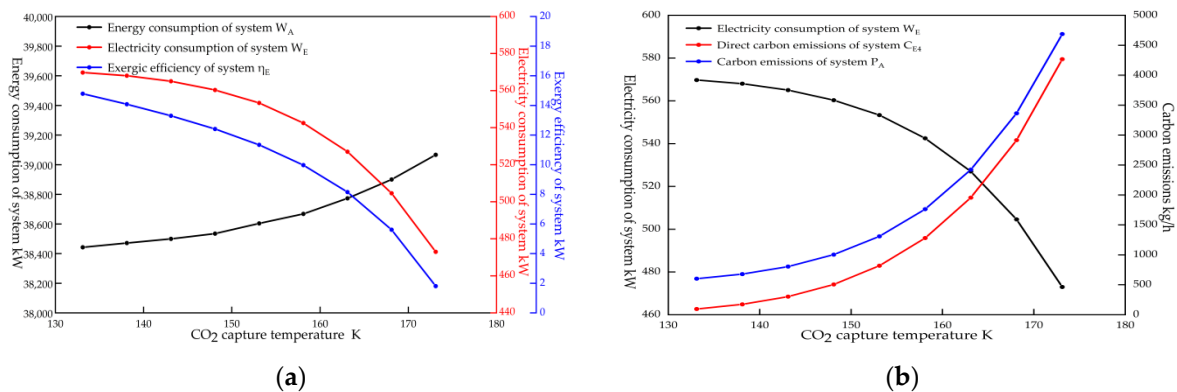 40,000
39,800
39,600
39,400
39,200
39,000
38,800
38,600
38,400
38,200
38,000
Energy consumption of system W_A
Electricity consumption of system W_E
Exergic efficiency of system η_E
Energy consumption of system
kW
600
580
560
540
520
500
480
460
440
Electricity consumption of system kW
20
18
16
14
12
10
8
6
4
2
0
Exergy efficiency of system kW
130 140 150 160 170 180
CO2 capture temperature K
(a)
600
580
560
540
520
500
480
460
Electricity consumption of system W_E
Direct carbon emissions of system C_E4
Carbon emissions of system P_A
Electricity consumption of system kW
5000
4500
4000
3500
3000
2500
2000
1500
1000
500
0
Carbon emissions kg/h
130 140 150 160 170 180
CO2 capture temperature K
(b)